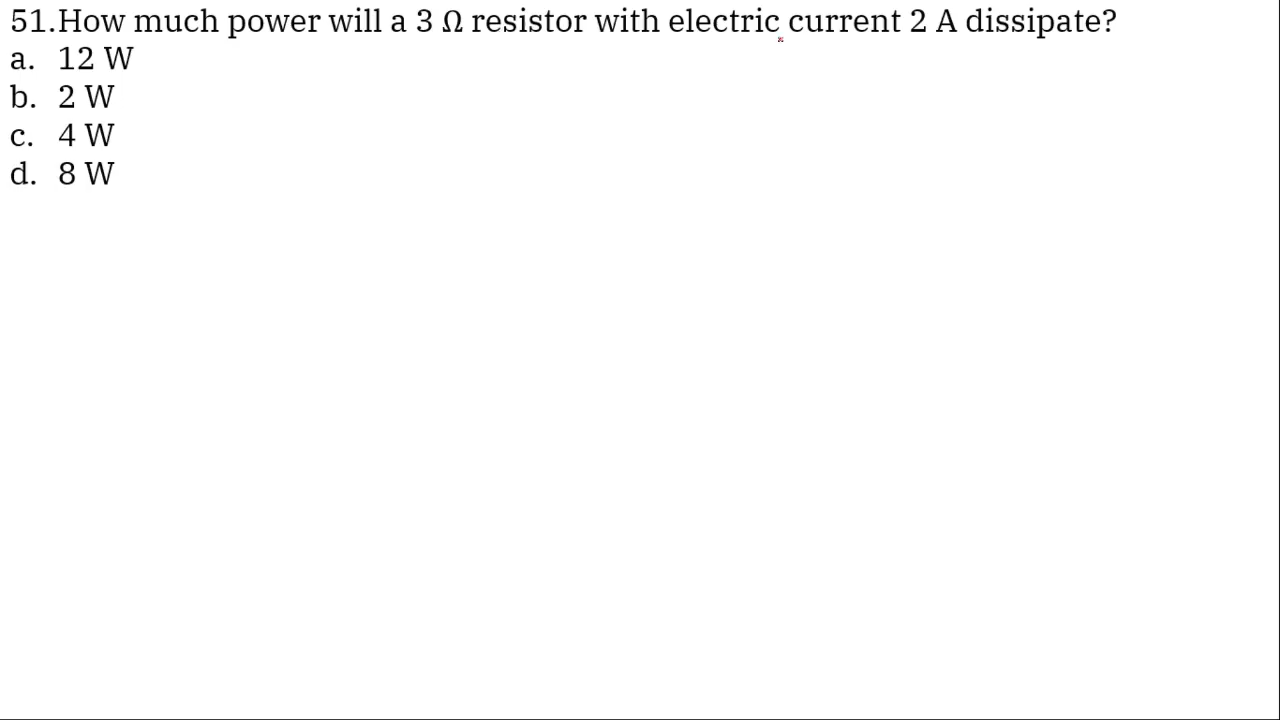 51.How much power will a 3 Ω resistor with electric current 2 A dissipate?
a. 12 W
b. 2 W
c. 4 W
d. 8 W